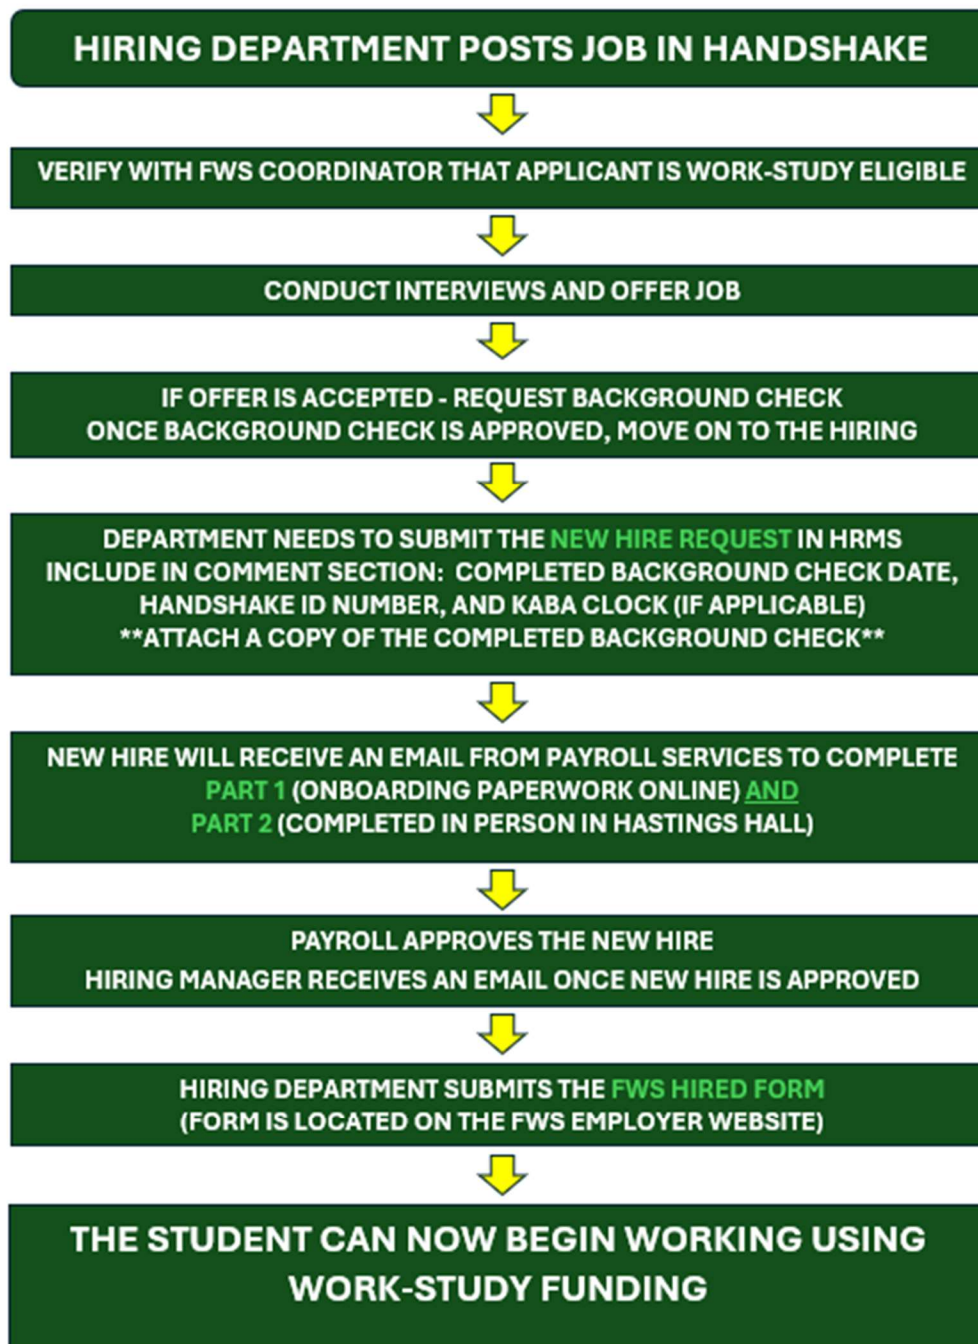 HIRING DEPARTMENT POSTS JOB IN HANDSHAKE
VERIFY WITH FWS COORDINATOR THAT APPLICANT IS WORK-STUDY ELIGIBLE
CONDUCT INTERVIEWS AND OFFER JOB
IF OFFER IS ACCEPTED - REQUEST BACKGROUND CHECK
ONCE BACKGROUND CHECK IS APPROVED, MOVE ON TO THE HIRING
DEPARTMENT NEEDS TO SUBMIT THE NEW HIRE REQUEST IN HRMS
INCLUDE IN COMMENT SECTION: COMPLETED BACKGROUND CHECK DATE,
HANDSHAKE ID NUMBER, AND KABA CLOCK (IF APPLICABLE)
**ATTACH A COPY OF THE COMPLETED BACKGROUND CHECK**
NEW HIRE WILL RECEIVE AN EMAIL FROM PAYROLL SERVICES TO COMPLETE
PART 1 (ONBOARDING PAPERWORK ONLINE) AND
PART 2 (COMPLETED IN PERSON IN HASTINGS HALL)
PAYROLL APPROVES THE NEW HIRE
HIRING MANAGER RECEIVES AN EMAIL ONCE NEW HIRE IS APPROVED
HIRING DEPARTMENT SUBMITS THE FWS HIRED FORM
(FORM IS LOCATED ON THE FWS EMPLOYER WEBSITE)
THE STUDENT CAN NOW BEGIN WORKING USING
WORK-STUDY FUNDING